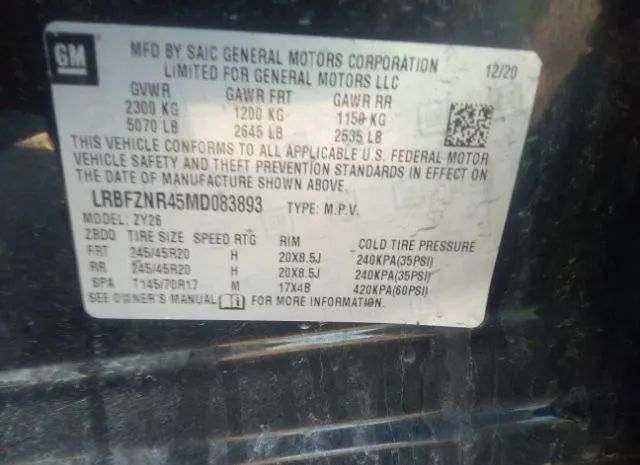 GM
MFD BY SAIC GENERAL MOTORS CORPORATION
LIMITED FOR GENERAL MOTORS LLC
12/20
GVWR GAWR FRT GAWR RR
2300 KG 1200 KG 1150 KG
5070 LB 2645 LB 2535 LB
THIS VEHICLE CONFORMS TO ALL APPLICABLE U.S. FEDERAL MOTOR
VEHICLE SAFETY AND THEFT PREVENTION STANDARDS IN EFFECT ON
THE DATE OF MANUFACTURE SHOWN ABOVE.
LRBFZNR45MD083893 TYPE: M.P.V.
MODEL: ZY26
ZBDO TIRE SIZE SPEED RTG RIM COLD TIRE PRESSURE
FRT 245/45R20 H 20X8.5J 240KPA(35PSI)
RR 245/45R20 H 20X8.5J 240KPA(35PSI)
SPA T145/70R17 M 17X4B 420KPA(60PSI)
SEE OWNER'S MANUAL FOR MORE INFORMATION.